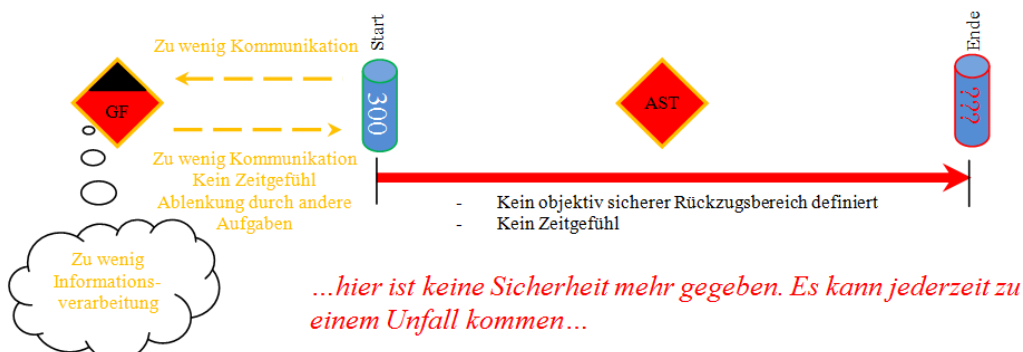 Zu wenig Kommunikation
Start
Ende
GF
300
AST
???
Zu wenig Kommunikation
Kein Zeitgefühl
Ablenkung durch andere
Aufgaben
- Kein objektiv sicherer Rückzugsbereich definiert
- Kein Zeitgefühl
Zu wenig
Informations-
verarbeitung
…hier ist keine Sicherheit mehr gegeben. Es kann jederzeit zu
einem Unfall kommen…